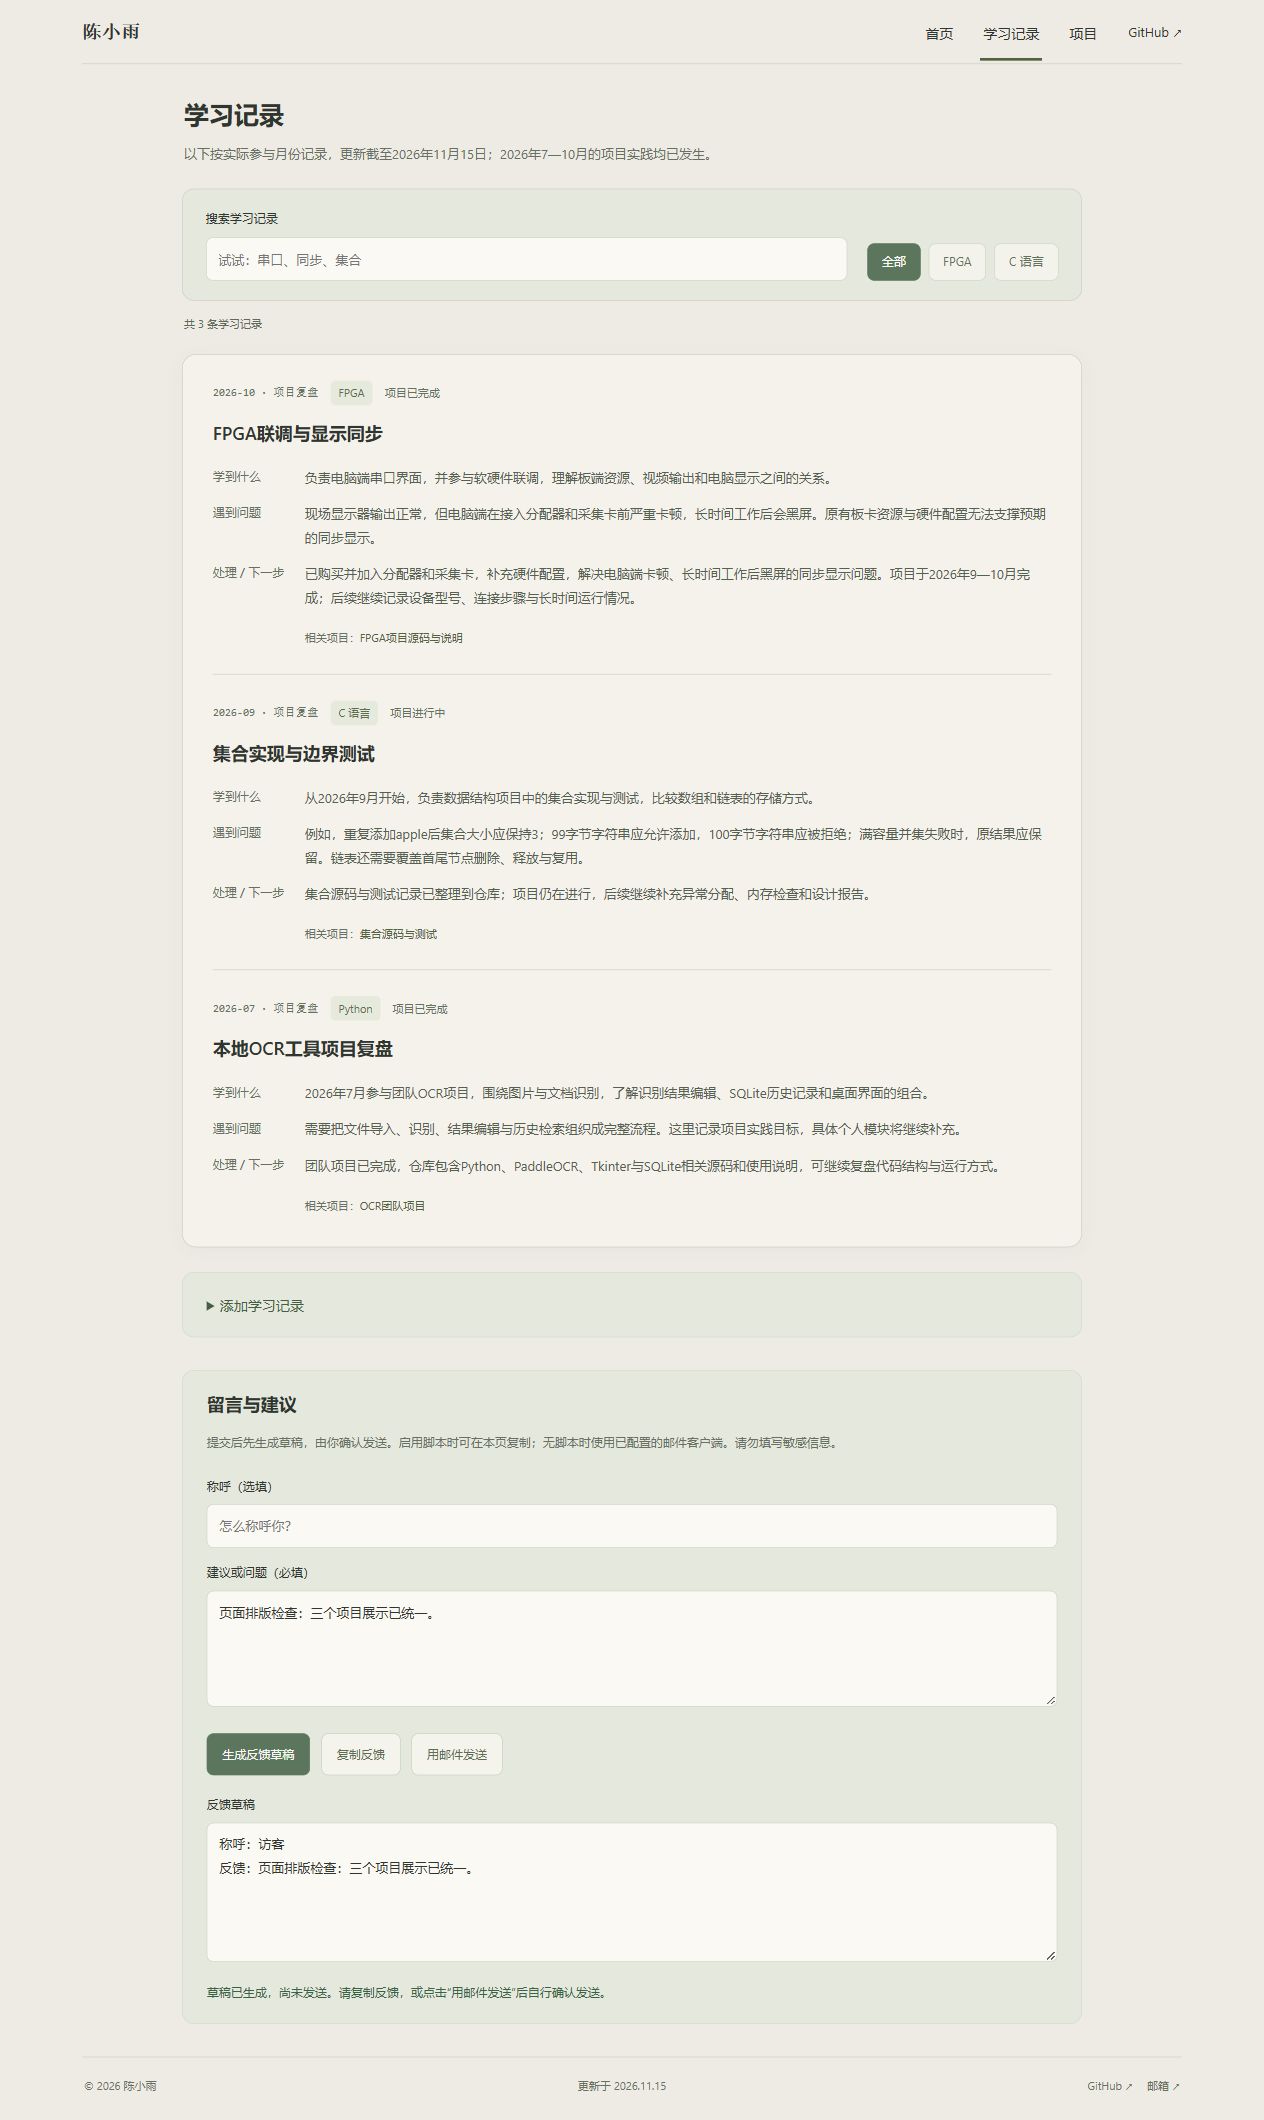 陈小雨
首页 学习记录 项目 GitHub ↗
学习记录
以下按实际参与月份记录，更新截至2026年11月15日；2026年7—10月的项目实践均已发生。
搜索学习记录
试试：串口、同步、集合
全部 FPGA C 语言
共 3 条学习记录
2026-10 · 项目复盘 FPGA 项目已完成
FPGA联调与显示同步
学到什么 负责电脑端串口界面，并参与软硬件联调，理解板端资源、视频输出和电脑显示之间的关系。
遇到问题 现场显示器输出正常，但电脑端在接入分配器和采集卡前严重卡顿，长时间工作后会黑屏。原有板卡资源与硬件配置无法支撑预期
的同步显示。
处理 / 下一步 已购买并加入分配器和采集卡，补充硬件配置，解决电脑端卡顿、长时间工作后黑屏的同步显示问题。项目于2026年9—10月完
成；后续继续记录设备型号、连接步骤与长时间运行情况。
相关项目：FPGA项目源码与说明
2026-09 · 项目复盘 C 语言 项目进行中
集合实现与边界测试
学到什么 从2026年9月开始，负责数据结构项目中的集合实现与测试，比较数组和链表的存储方式。
遇到问题 例如，重复添加apple后集合大小应保持3；99字节字符串应允许添加，100字节字符串应被拒绝；满容量并集失败时，原结果应保
留。链表还需要覆盖首尾节点删除、释放与复用。
处理 / 下一步 集合源码与测试记录已整理到仓库；项目仍在进行，后续继续补充异常分配、内存检查和设计报告。
相关项目：集合源码与测试
2026-07 · 项目复盘 Python 项目已完成
本地OCR工具项目复盘
学到什么 2026年7月参与团队OCR项目，围绕图片与文档识别，了解识别结果编辑、SQLite历史记录和桌面界面的组合。
遇到问题 需要把文件导入、识别、结果编辑与历史检索组织成完整流程。这里记录项目实践目标，具体个人模块将继续补充。
处理 / 下一步 团队项目已完成，仓库包含Python、PaddleOCR、Tkinter与SQLite相关源码和使用说明，可继续复盘代码结构与运行方式。
相关项目：OCR团队项目
▶ 添加学习记录
留言与建议
提交后先生成草稿，由你确认发送。启用脚本时可在本页复制；无脚本时使用已配置的邮件客户端。请勿填写敏感信息。
称呼（选填）
怎么称呼你？
建议或问题（必填）
页面排版检查：三个项目展示已统一。
生成反馈草稿 复制反馈 用邮件发送
反馈草稿
称呼：访客
反馈：页面排版检查：三个项目展示已统一。
草稿已生成，尚未发送。请复制反馈，或点击“用邮件发送”后自行确认发送。
© 2026 陈小雨 更新于 2026.11.15 GitHub ↗ 邮箱 ↗